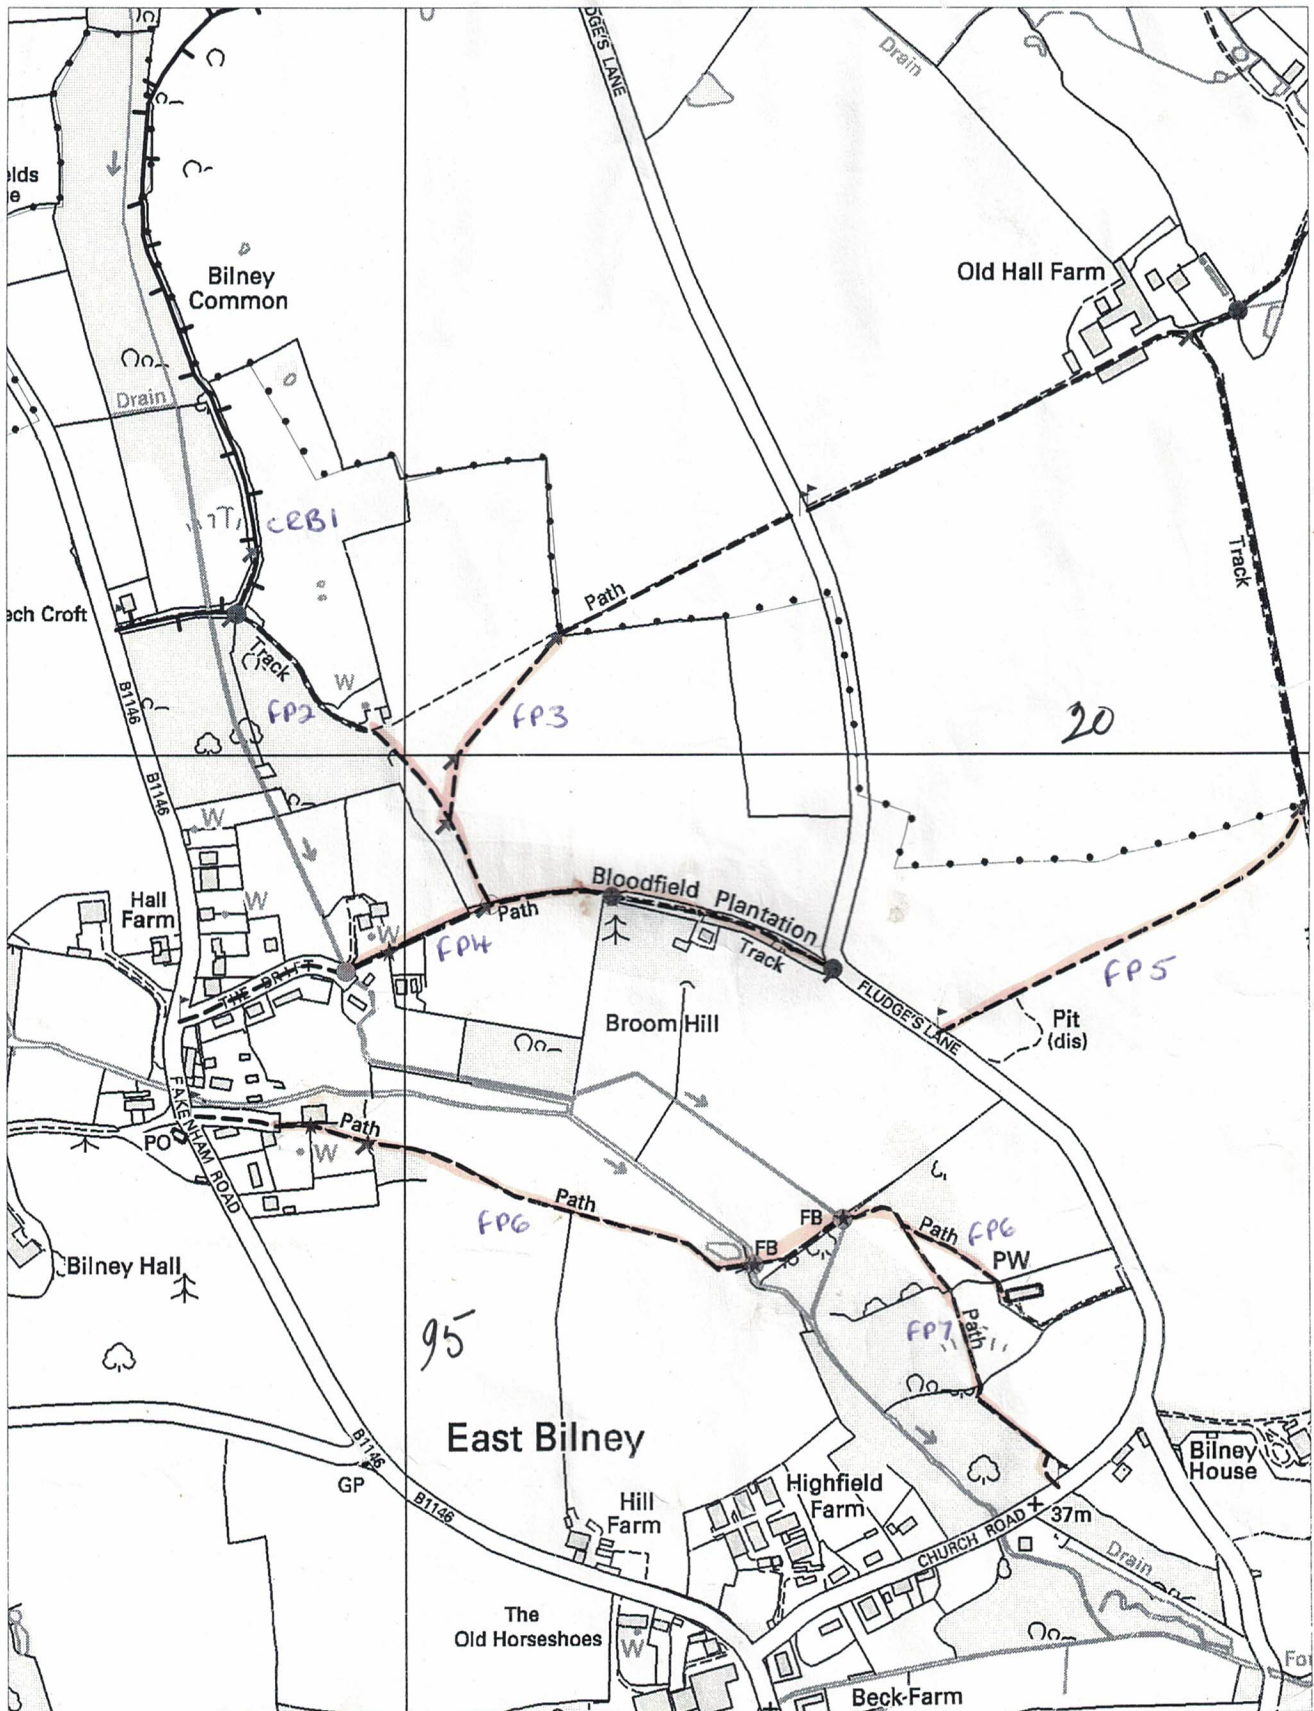 DGE'S LANE
Drain
elds
e
Bilney
Common
Old Hall Farm
Drain
CRB1
Path
Track
ech Croft
Track
W
FP2
FP3
20
B1146
B1146
W
Bloodfield Plantation
Hall
Farm
W
Path
W
FP4
Track
FP5
THE DRIFT
FLUDGE'S LANE
Broom Hill
Pit
(dis)
FAKENHAM ROAD
Path
PO
W
Path
FP6
FB
FB
Path
FP6
PW
Bilney Hall
FP7
Path
95
East Bilney
B1146
GP
B1146
Hill
Farm
Highfield
Farm
Bilney
House
CHURCH ROAD
37m
Drain
The
Old Horseshoes
W
Beck-Farm